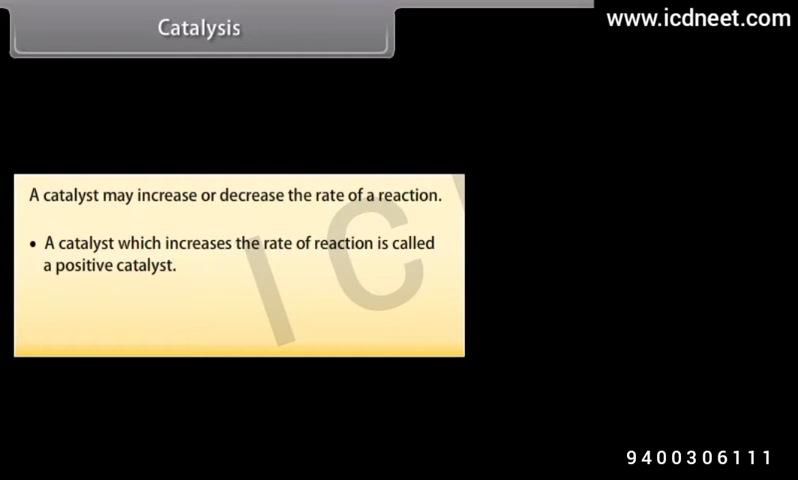 Catalysis
www.icdneet.com
A catalyst may increase or decrease the rate of a reaction.
• A catalyst which increases the rate of reaction is called
a positive catalyst.
I C
9400306111